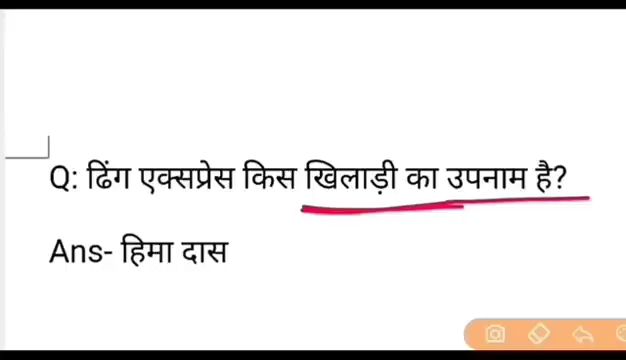 Q: ढिंग एक्सप्रेस किस खिलाड़ी का उपनाम है?
Ans- हिमा दास